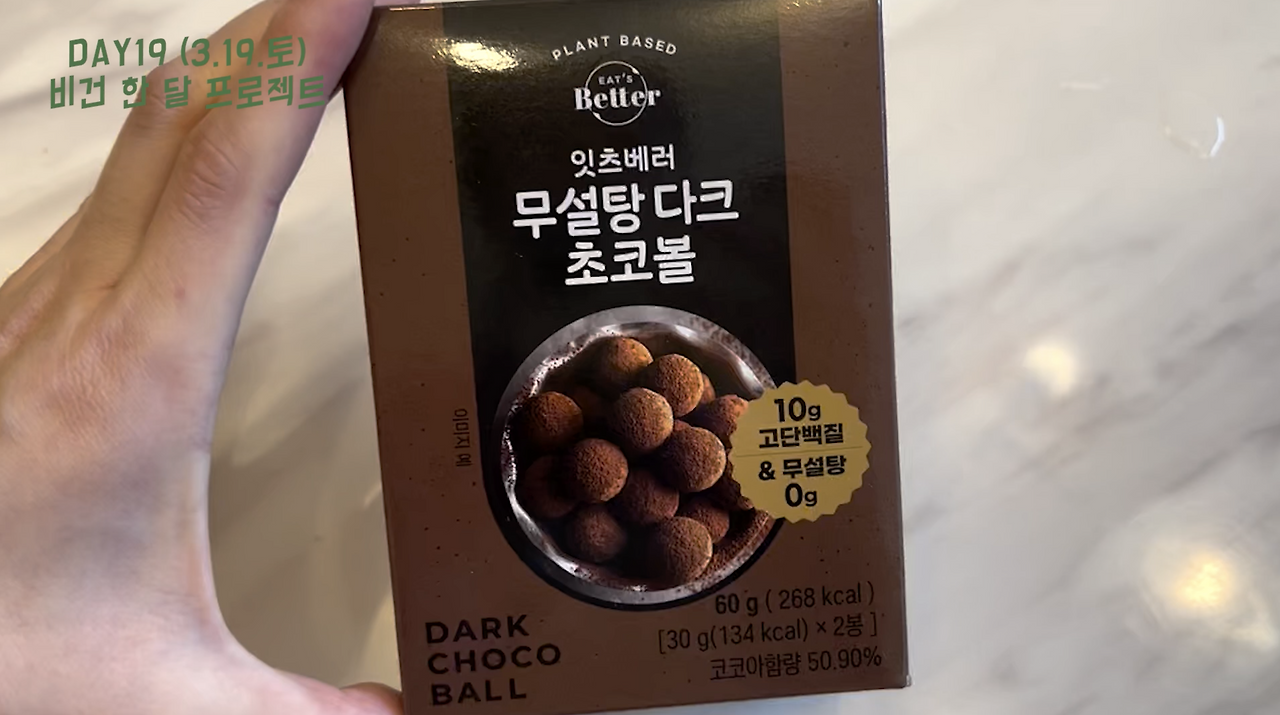 DAY19 (3.19.토)
비건 한 달 프로젝트
PLANT BASED
EAT'S
Better
잇츠베러
무설탕 다크
초코볼
10g
고단백질
& 무설탕
0g
이미지 예
60 g ( 268 kcal )
[30 g(134 kcal) × 2봉 ]
코코아함량 50.90%
DARK
CHOCO
BALL